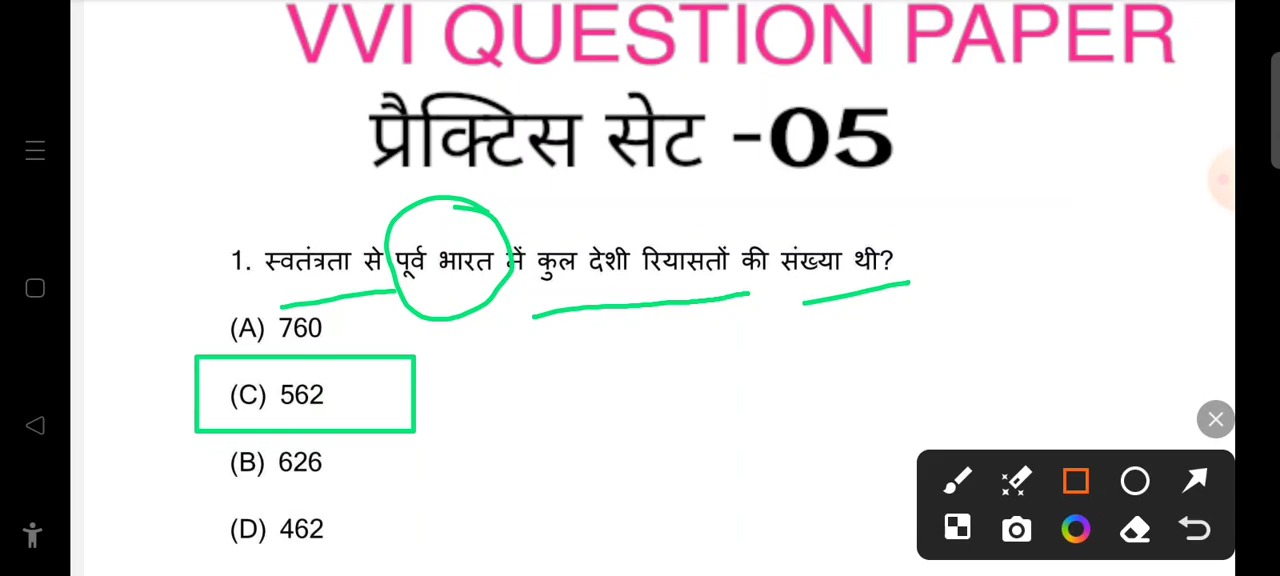 VVI QUESTION PAPER
प्रैक्टिस सेट -05
1. स्वतंत्रता से पूर्व भारत में कुल देशी रियासतों की संख्या थी?
(A) 760
(C) 562
(B) 626
(D) 462